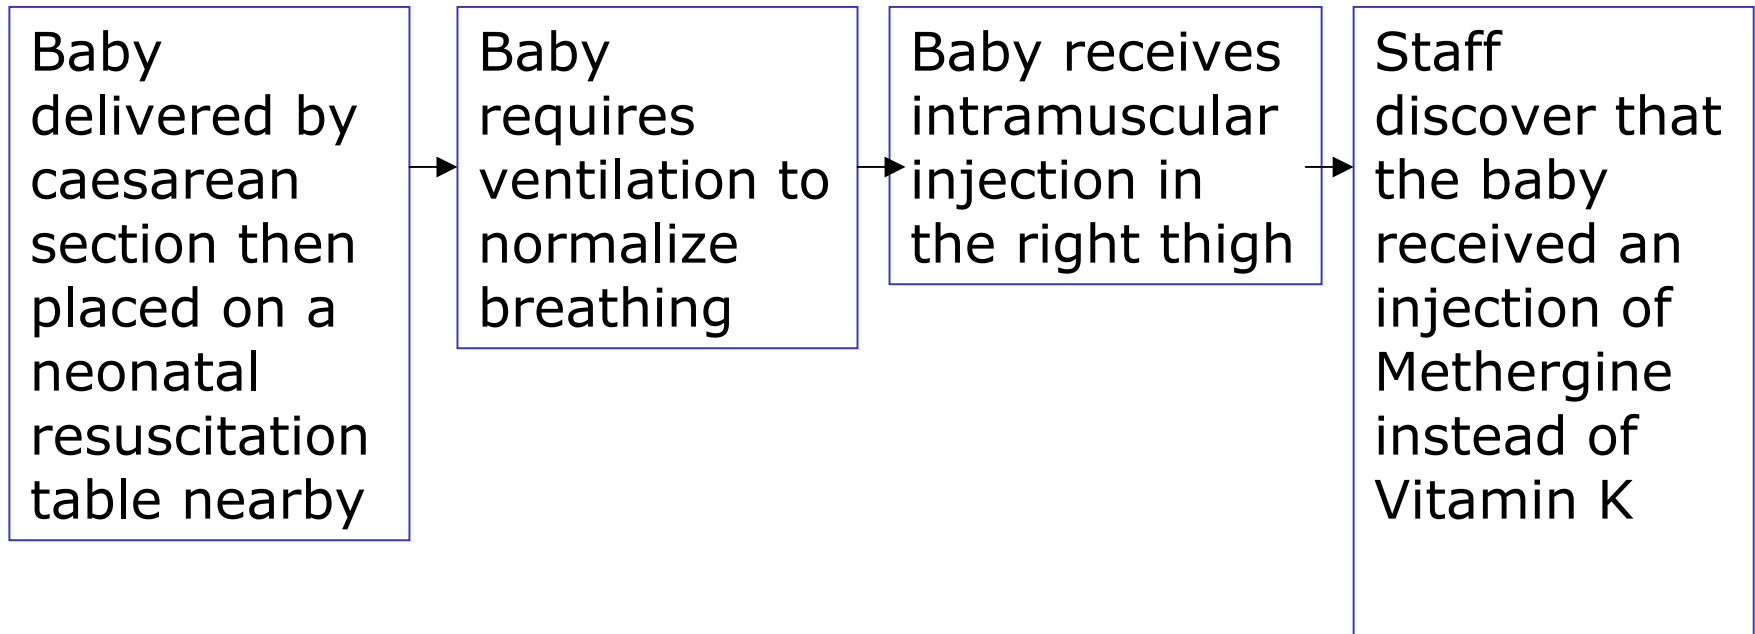 Baby
delivered by
caesarean
section then
placed on a
neonatal
resuscitation
table nearby
Baby
requires
ventilation to
normalize
breathing
Baby receives
intramuscular
injection in
the right thigh
Staff
discover that
the baby
received an
injection of
Methergine
instead of
Vitamin K